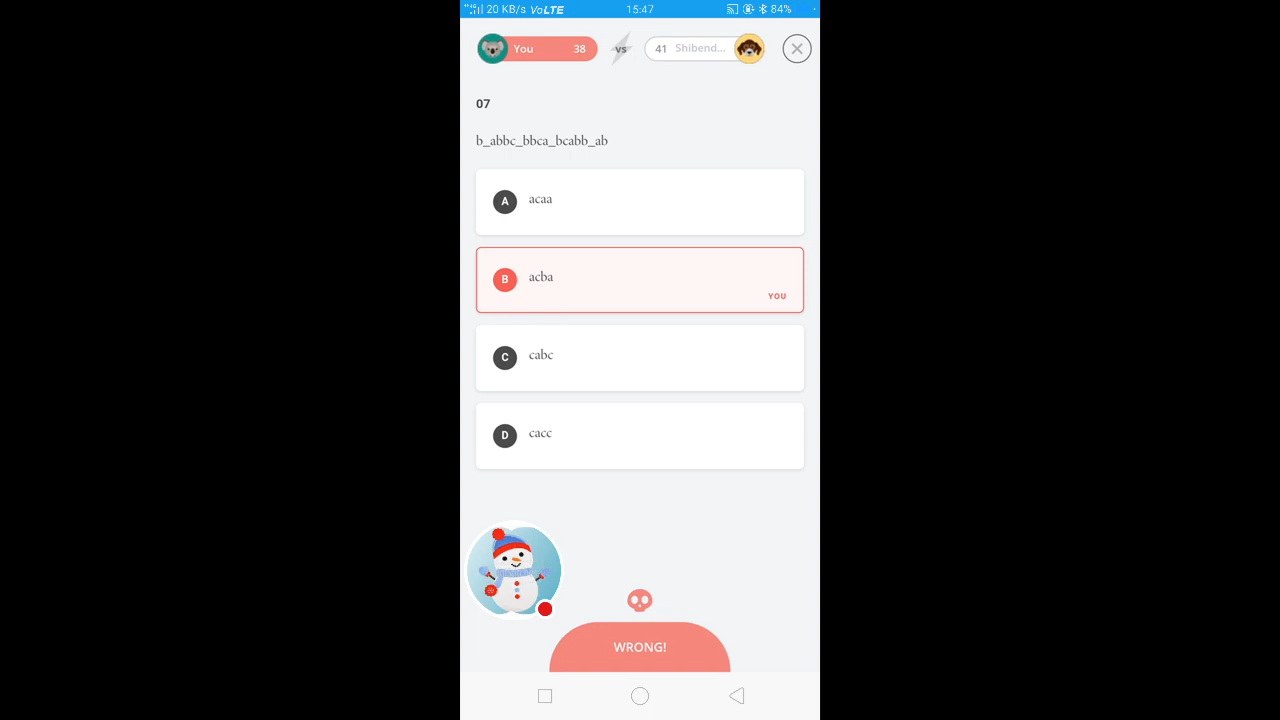 20 KB/s VoLTE 15:47 84%
You 38 vs 41 Shibend...
07
b_abbc_bbca_bcabb_ab
A acaa
B acba
YOU
C cabc
D cacc
WRONG!